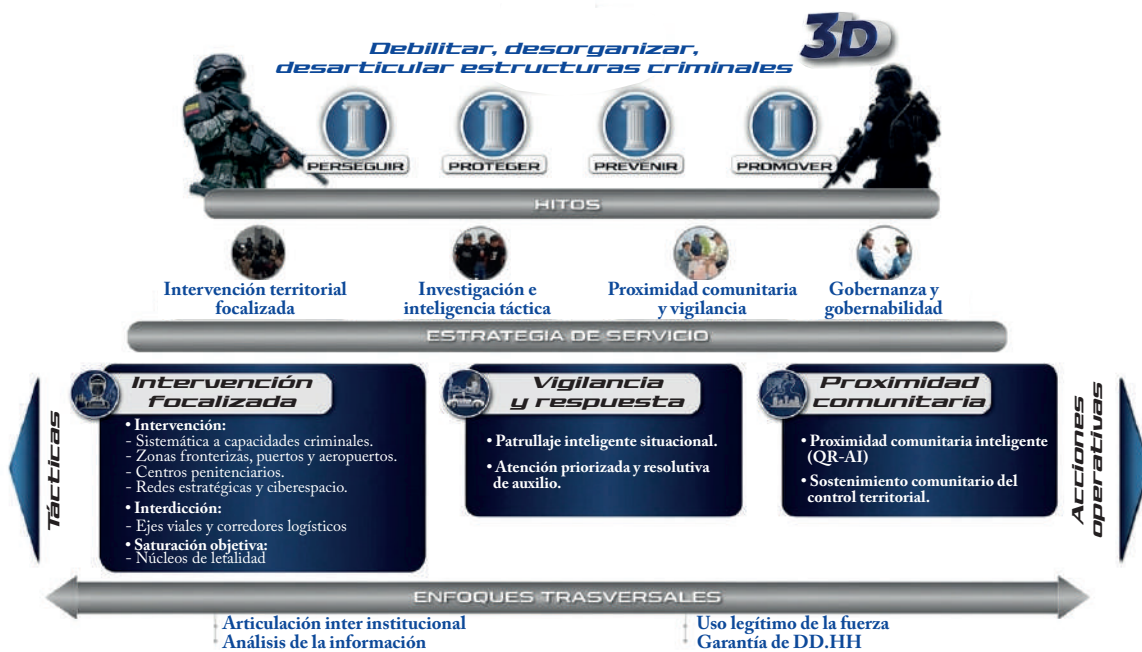 Debilitar, desorganizar,
desarticular estructuras criminales
3D
PERSEGUIR
PROTEGER
PREVENIR
PROMOVER
HITOS
Intervención territorial
focalizada
Investigación e
inteligencia táctica
Proximidad comunitaria
y vigilancia
Gobernanza y
gobernabilidad
ESTRATEGIA DE SERVICIO
Tácticas
Intervención
focalizada
• Intervención:
- Sistemática a capacidades criminales.
- Zonas fronterizas, puertos y aeropuertos.
- Centros penitenciarios.
- Redes estratégicas y ciberespacio.
• Interdicción:
- Ejes viales y corredores logísticos
• Saturación objetiva:
- Núcleos de letalidad
Vigilancia
y respuesta
• Patrullaje inteligente situacional.
• Atención priorizada y resolutiva
de auxilio.
Proximidad
comunitaria
• Proximidad comunitaria inteligente
(QR-AI)
• Sostenimiento comunitario del
control territorial.
Acciones
operativas
ENFOQUES TRASVERSALES
Articulación inter institucional
Análisis de la información
Uso legítimo de la fuerza
Garantía de DD.HH